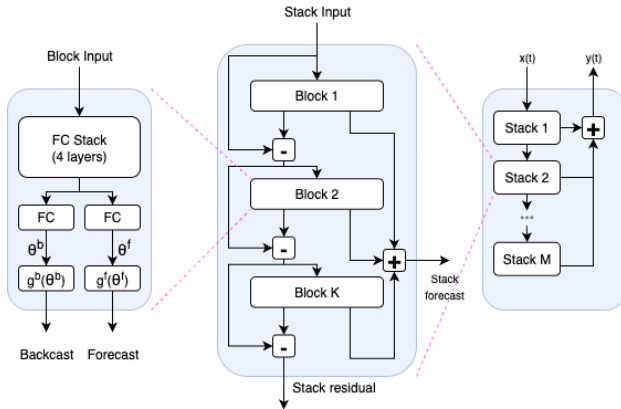 Block Input
FC Stack
(4 layers)
FC
FC
θᵇ
θᶠ
gᵇ(θᵇ)
gᶠ(θᶠ)
Backcast
Forecast
Stack Input
Block 1
-
Block 2
-
+
Stack
forecast
Block K
-
Stack residual
x(t)
y(t)
Stack 1
+
Stack 2
...
Stack M